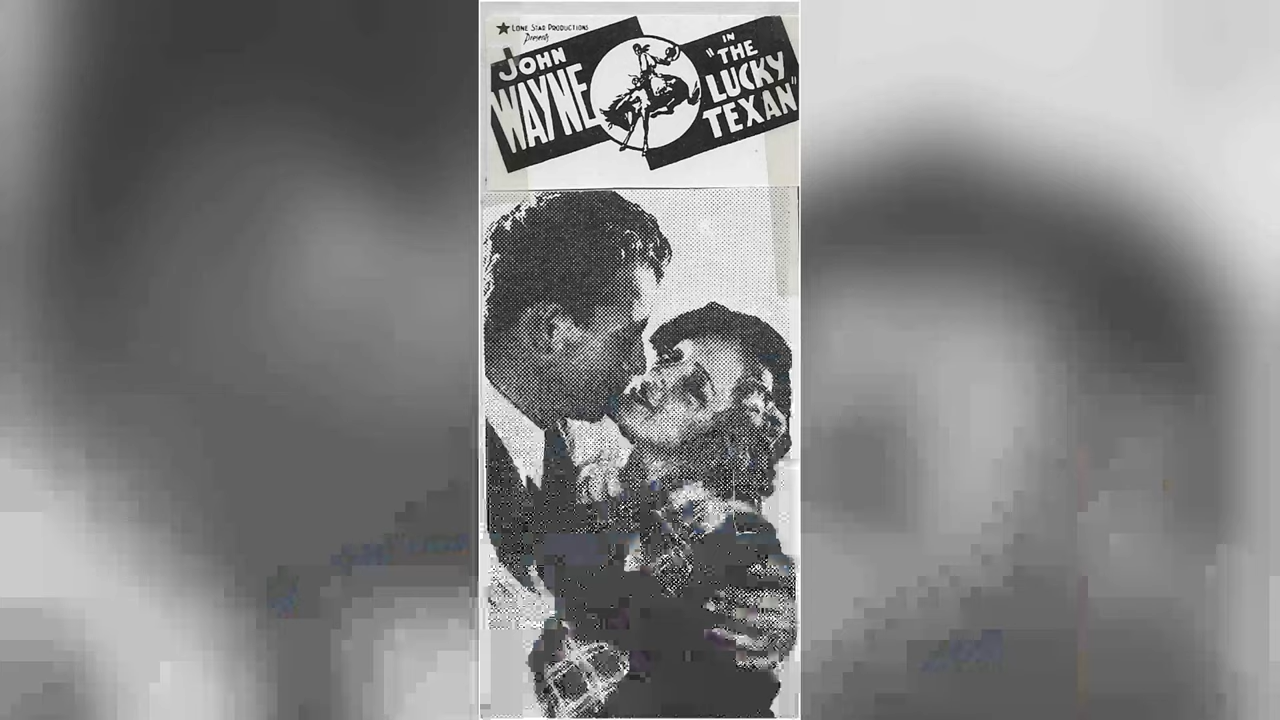 LONE STAR PRODUCTIONS
Presents
JOHN
WAYNE
IN
"THE
LUCKY
TEXAN"